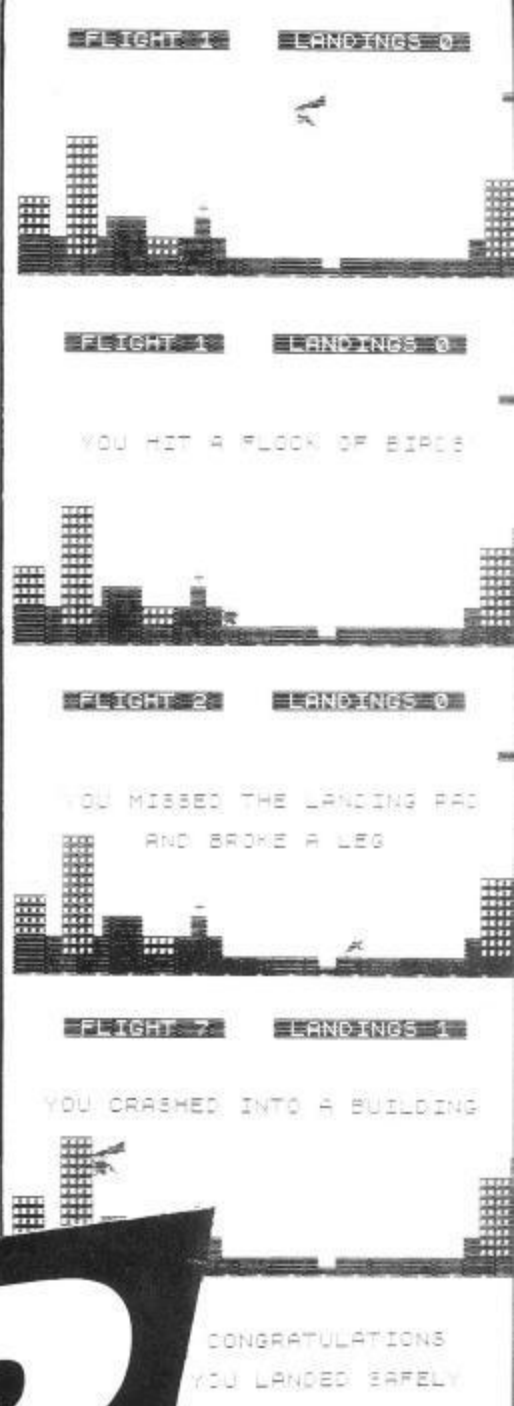 FLIGHT 1 LANDINGS 0
FLIGHT 1 LANDINGS 0
YOU HIT A FLOCK OF BIRDS
FLIGHT 2 LANDINGS 0
YOU MISSED THE LANDING PAD
AND BROKE A LEG
FLIGHT 7 LANDINGS 1
YOU CRASHED INTO A BUILDING
CONGRATULATIONS
YOU LANDED SAFELY